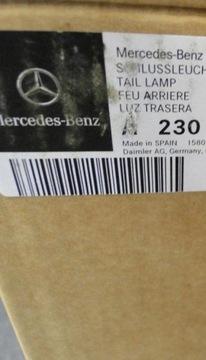 Mercedes-Benz
SCHLUSSLEUCH
TAIL LAMP
FEU ARRIERE
LUZ TRASERA
Mercedes-Benz
A 230
Made in SPAIN 1580
Daimler AG, Germany,